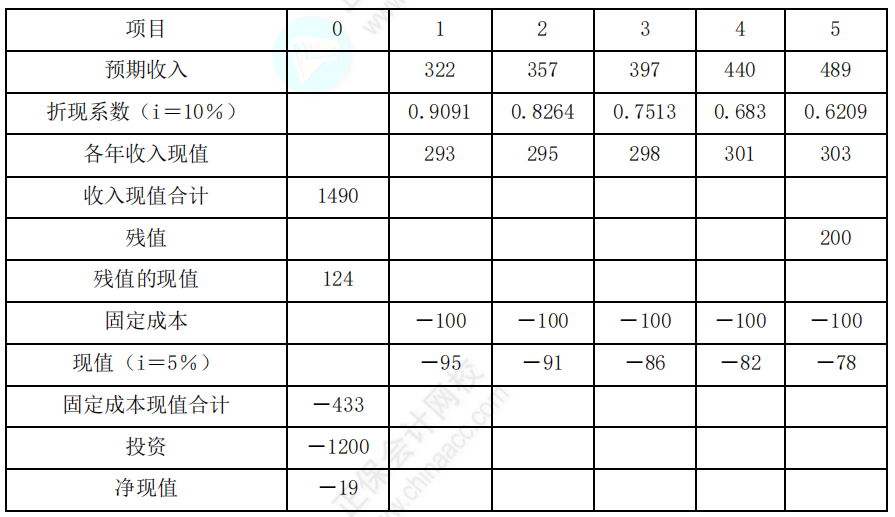 项目 0 1 2 3 4 5
预期收入 322 357 397 440 489
折现系数（i＝10%） 0.9091 0.8264 0.7513 0.683 0.6209
各年收入现值 293 295 298 301 303
收入现值合计 1490
残值 200
残值的现值 124
固定成本 －100 －100 －100 －100 －100
现值（i＝5%） －95 －91 －86 －82 －78
固定成本现值合计 －433
投资 －1200
净现值 －19
正保会计网校
www.chinaacc.com